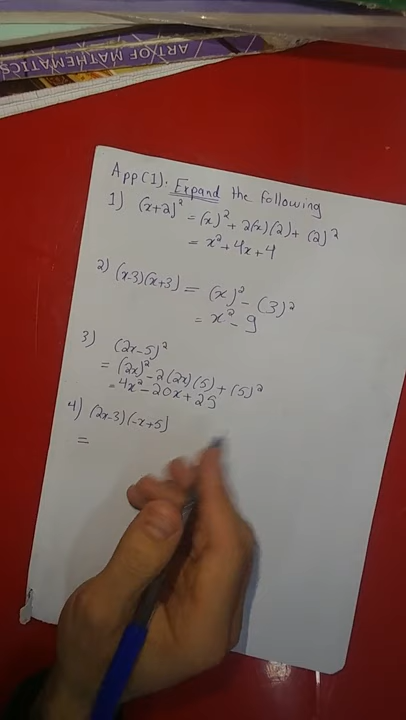 ART OF MATHEMATICS
App(1): Expand the following
1) (x+2)² = (x)² + 2(x)(2) + (2)²
= x² + 4x + 4
2) (x-3)(x+3) = (x)² - (3)²
= x² - 9
3) (2x-5)²
= (2x)² - 2(2x)(5) + (5)²
= 4x² - 20x + 25
4) (2x-3)(-x+5)
=